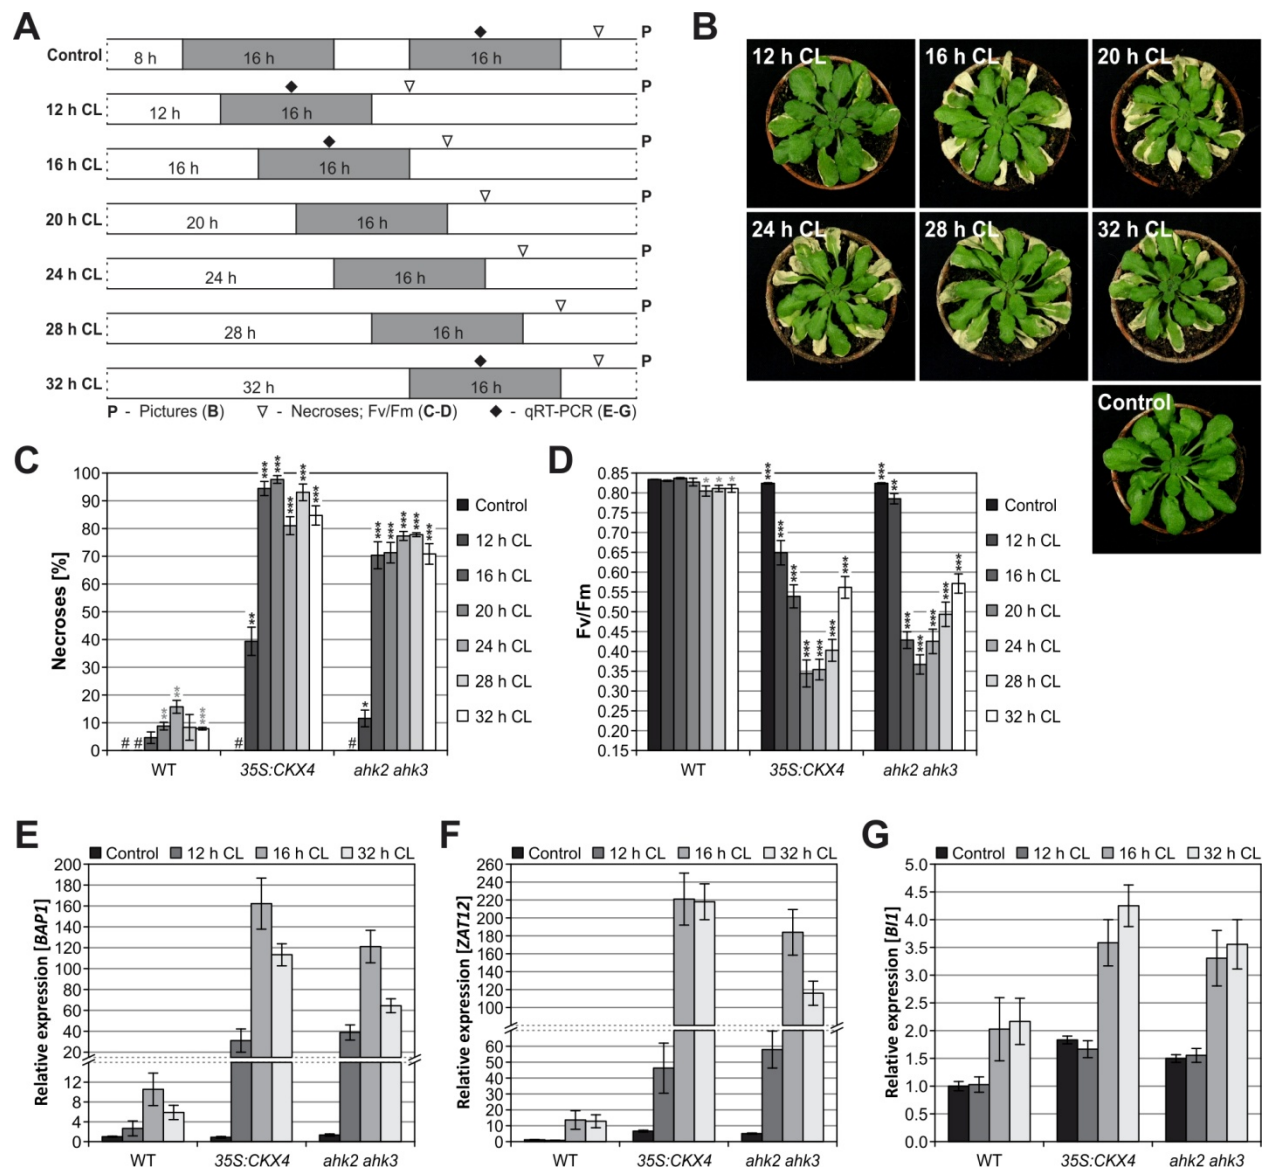 A
Control 8 h 16 h 16 h P
12 h CL 12 h 16 h P
16 h CL 16 h 16 h P
20 h CL 20 h 16 h P
24 h CL 24 h 16 h P
28 h CL 28 h 16 h P
32 h CL 32 h 16 h P
P - Pictures (B) ▽ - Necroses; Fv/Fm (C-D) ◆ - qRT-PCR (E-G)
B
12 h CL 16 h CL 20 h CL
24 h CL 28 h CL 32 h CL
Control
C
Necroses [%]
100
90
80
70
60
50
40
30
20
10
0
# # ** ** ***
# ** *** *** *** *** ***
# * *** *** *** *** ***
WT 35S:CKX4 ahk2 ahk3
Control
12 h CL
16 h CL
20 h CL
24 h CL
28 h CL
32 h CL
D
Fv/Fm
0.85
0.80
0.75
0.70
0.65
0.60
0.55
0.50
0.45
0.40
0.35
0.30
0.25
0.20
0.15
* * *
*** *** *** *** *** *** ***
*** ** *** *** *** *** ***
WT 35S:CKX4 ahk2 ahk3
Control
12 h CL
16 h CL
20 h CL
24 h CL
28 h CL
32 h CL
E
Control 12 h CL 16 h CL 32 h CL
Relative expression [BAP1]
200
180
160
140
120
100
80
60
40
20
12
8
4
0
WT 35S:CKX4 ahk2 ahk3
F
Control 12 h CL 16 h CL 32 h CL
Relative expression [ZAT12]
260
240
220
200
180
160
140
120
100
60
50
40
30
20
10
0
WT 35S:CKX4 ahk2 ahk3
G
Control 12 h CL 16 h CL 32 h CL
Relative expression [BI1]
5.0
4.5
4.0
3.5
3.0
2.5
2.0
1.5
1.0
0.5
0.0
WT 35S:CKX4 ahk2 ahk3